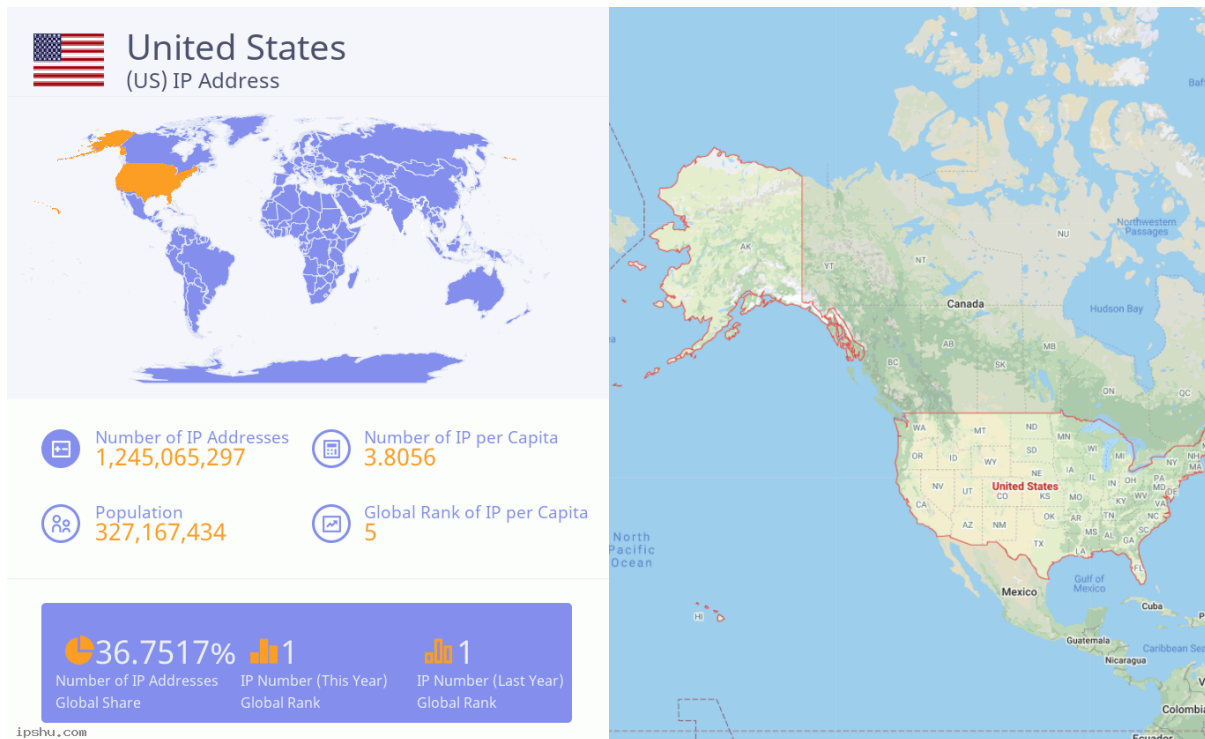 United States
(US) IP Address
Number of IP Addresses
1,245,065,297
Number of IP per Capita
3.8056
Population
327,167,434
Global Rank of IP per Capita
5
36.7517%
Number of IP Addresses
Global Share
1
IP Number (This Year)
Global Rank
1
IP Number (Last Year)
Global Rank
ipshu.com
Baf
Northwestern
Passages
NU
NT
AK
YT
Canada
Hudson Bay
BC
AB
SK
MB
ON
QC
WA
MT
ND
MN
OR
ID
WY
SD
WI
MI
NY
NH
MA
NE
IA
NV
UT
CO
KS
MO
IL
IN
OH
PA
MD
DE
WV
VA
KY
CA
United States
AZ
NM
OK
AR
TN
NC
SC
MS
AL
GA
TX
LA
FL
North
Pacific
Ocean
Gulf of
Mexico
Mexico
Cuba
HI
Guatemala
Caribbean Sea
Nicaragua
Colombia
Ecuador